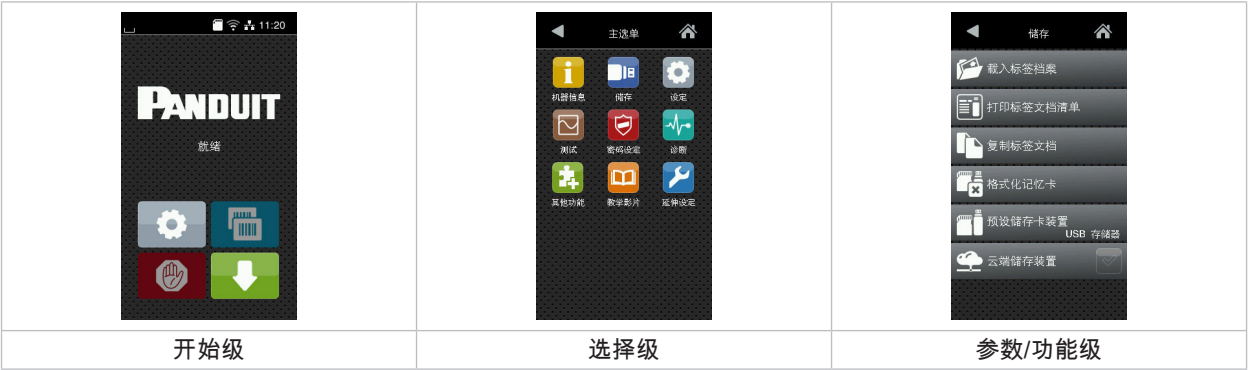 11:20
PANDUIT
就绪
主选单
机器信息
储存
设定
测试
密码设定
诊断
其他功能
教学影片
延伸设定
储存
载入标签档案
打印标签文档清单
复制标签文档
格式化记忆卡
预设储存卡装置
USB 存储器
云端储存装置
开始级
选择级
参数/功能级